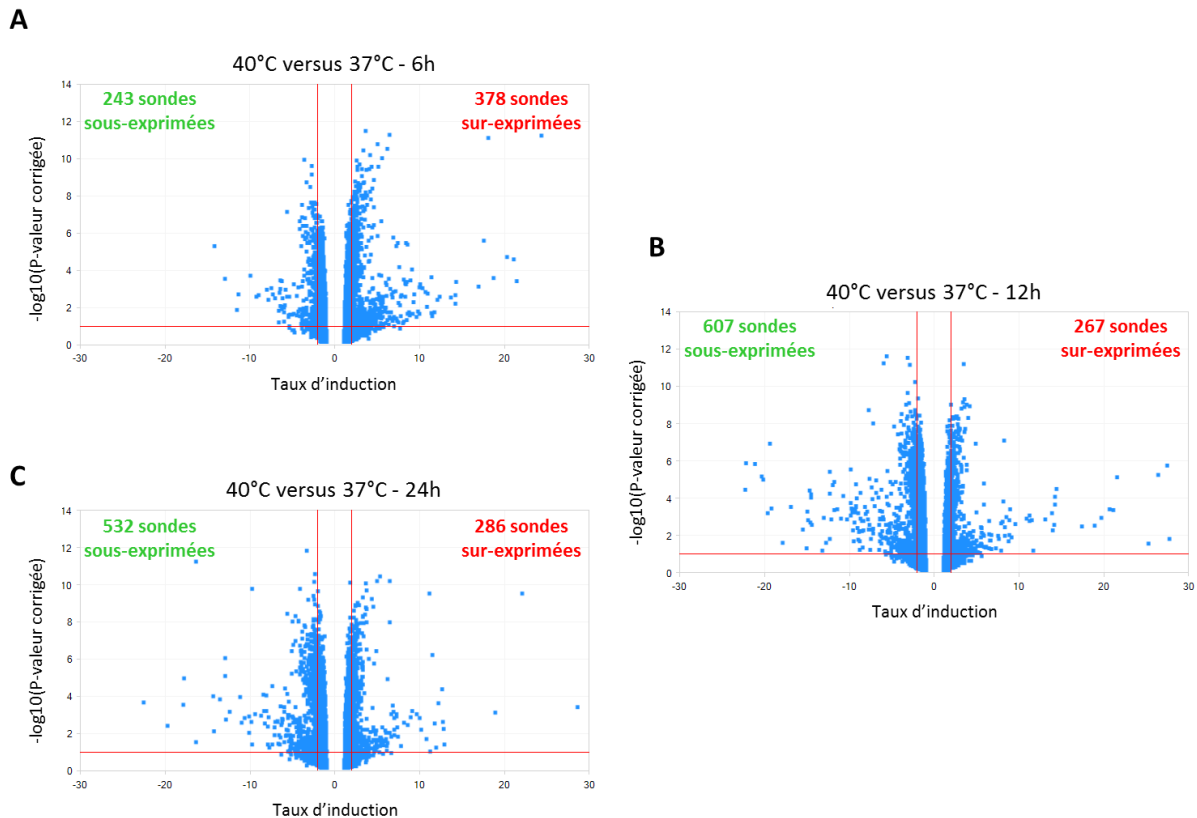 A
40°C versus 37°C - 6h
243 sondes
sous-exprimées
378 sondes
sur-exprimées
-log10(P-valeur corrigée)
14
12
10
8
6
4
2
0
-30
-20
-10
0
10
20
30
Taux d'induction
B
40°C versus 37°C - 12h
607 sondes
sous-exprimées
267 sondes
sur-exprimées
-log10(P-valeur corrigée)
14
12
10
8
6
4
2
0
-30
-20
-10
0
10
20
30
Taux d'induction
C
40°C versus 37°C - 24h
532 sondes
sous-exprimées
286 sondes
sur-exprimées
-log10(P-valeur corrigée)
14
12
10
8
6
4
2
0
-30
-20
-10
0
10
20
30
Taux d'induction